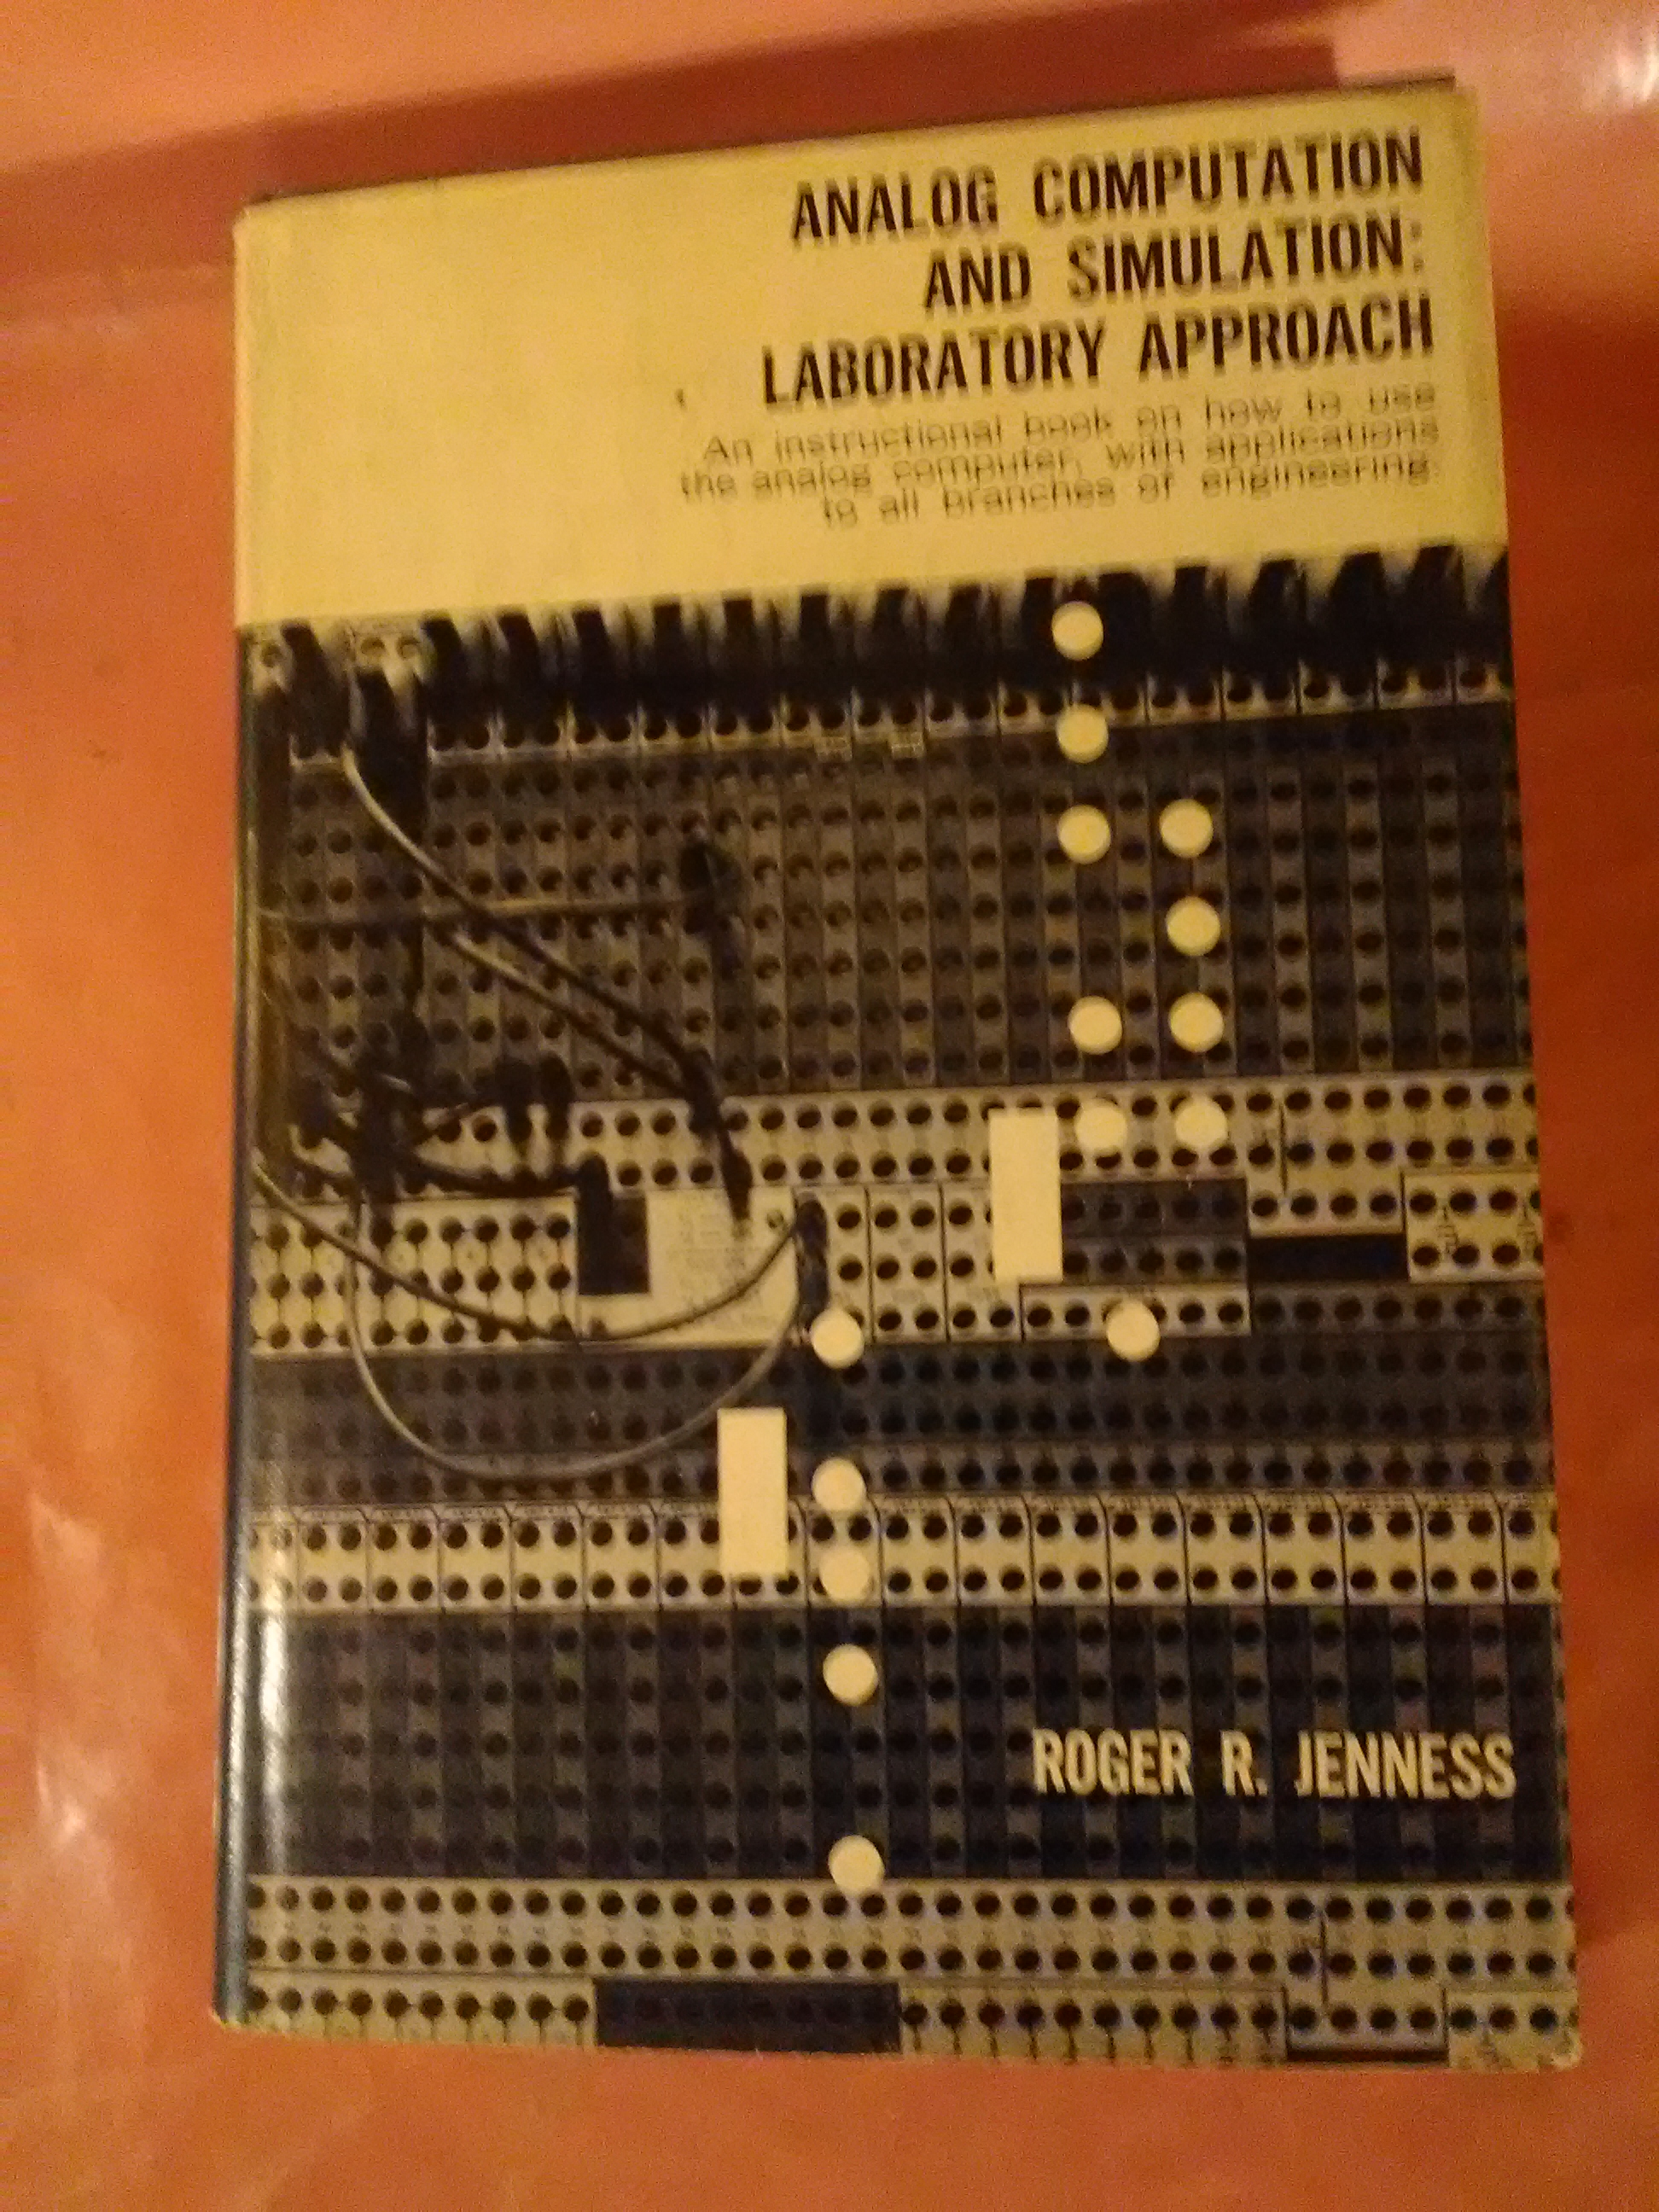 ANALOG COMPUTATION
AND SIMULATION:
LABORATORY APPROACH
An instructional book on how to use
the analog computer, with applications
to all branches of engineering.
ROGER R. JENNESS